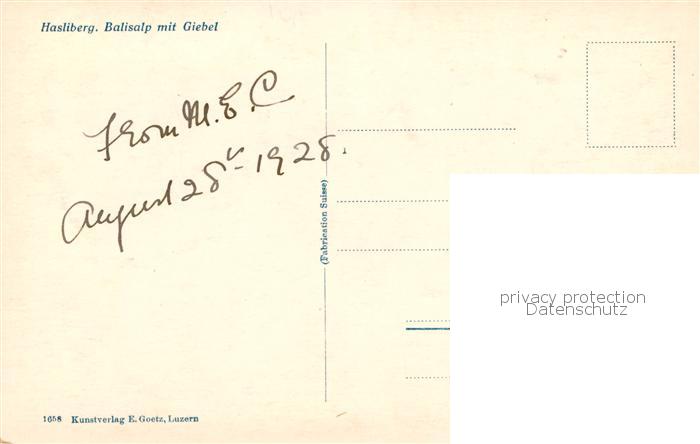 Hasliberg. Balisalp mit Giebel
From M.E.C
August 28th 1928.
(Fabrication Suisse)
privacy protection
Datenschutz
1658 Kunstverlag E. Goetz, Luzern